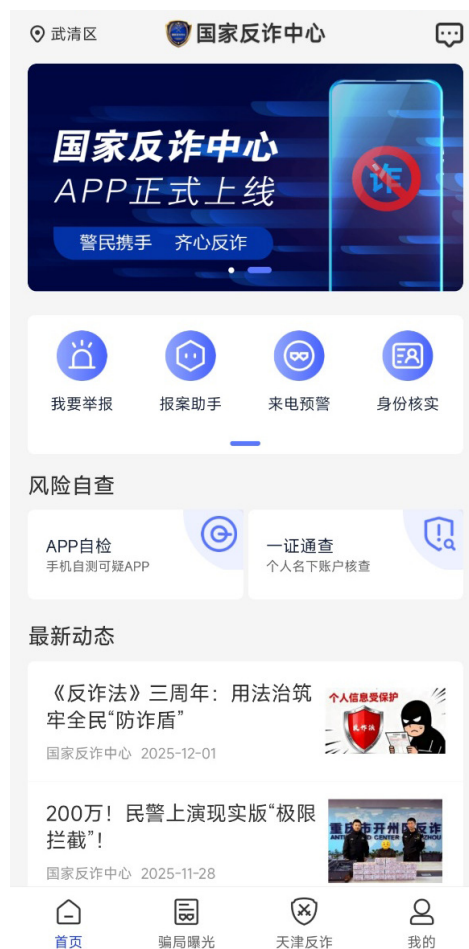 武清区
国家反诈中心
国家反诈中心
APP正式上线
警民携手 齐心反诈
诈
我要举报
报案助手
来电预警
身份核实
风险自查
APP自检
手机自测可疑APP
一证通查
个人名下账户核查
最新动态
《反诈法》三周年：用法治筑
牢全民“防诈盾”
国家反诈中心 2025-12-01
个人信息受保护
反诈法
200万！民警上演现实版“极限
拦截”！
国家反诈中心 2025-11-28
重庆市开州区反诈
首页
骗局曝光
天津反诈
我的